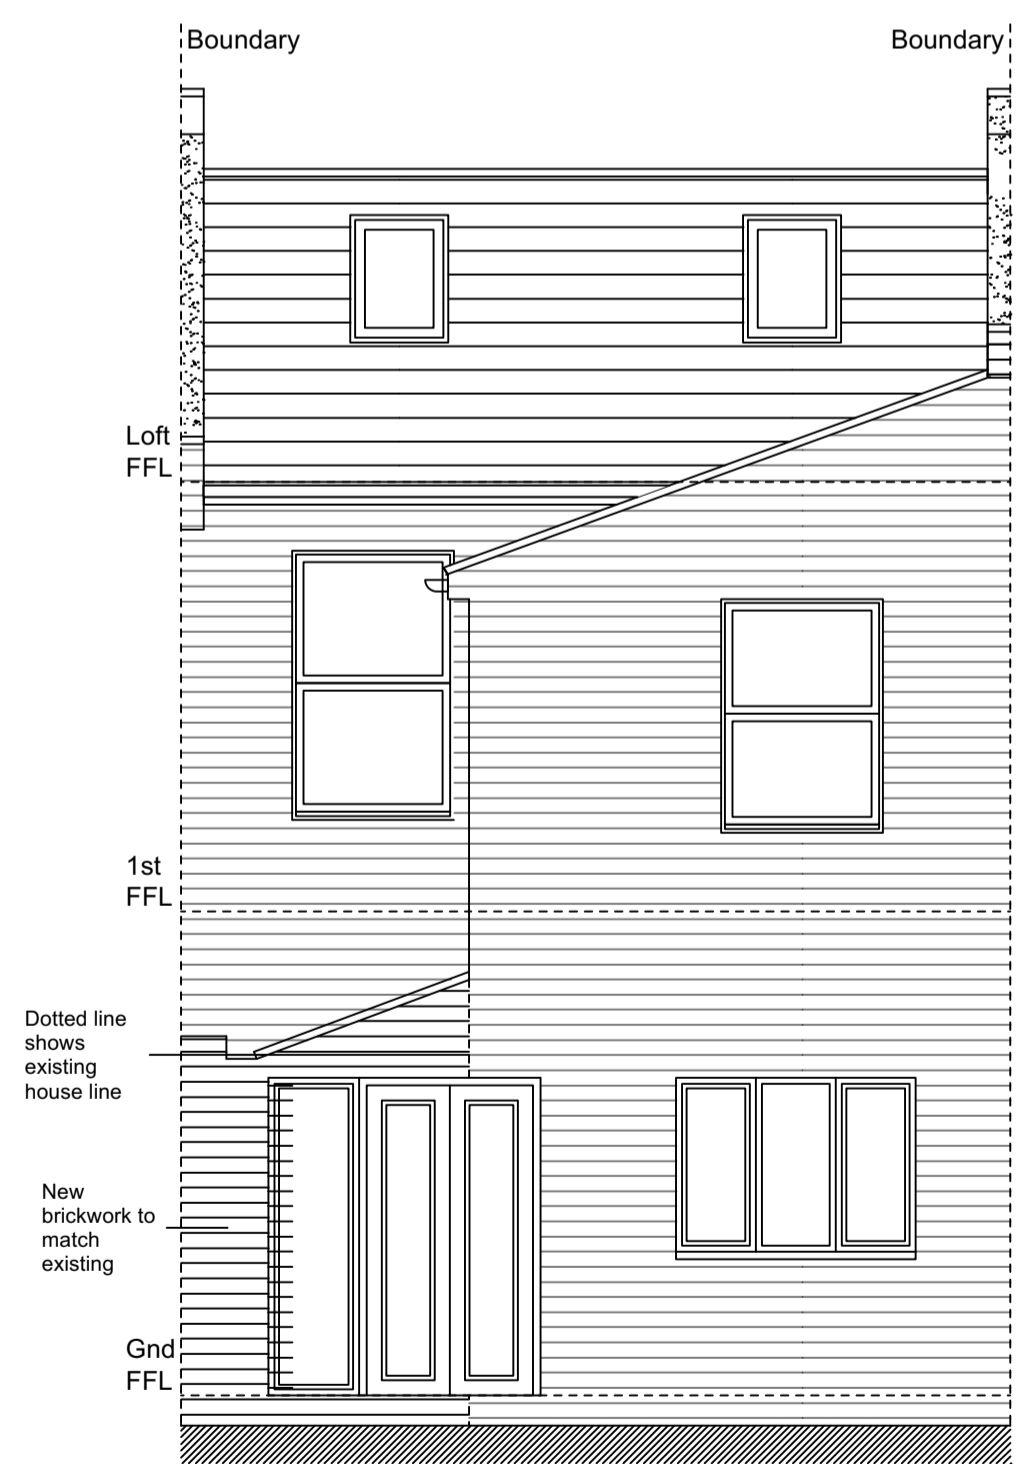 Boundary
Boundary
Loft
FFL
1st
FFL
Dotted line
shows
existing
house line
New
brickwork to
match
existing
Gnd
FFL